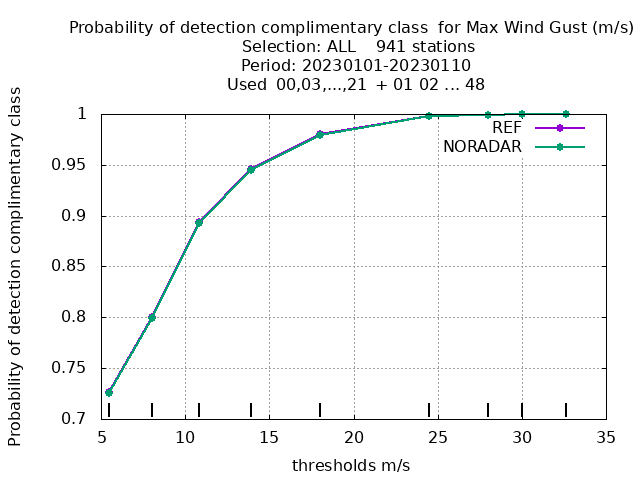 Probability of detection complimentary class  for Max Wind Gust (m/s)
Selection: ALL    941 stations
Period: 20230101-20230110
Used  00,03,...,21  + 01 02 ... 48
Probability of detection complimentary class
1
0.95
0.9
0.85
0.8
0.75
0.7
REF
NORADAR
5 10 15 20 25 30 35
thresholds m/s